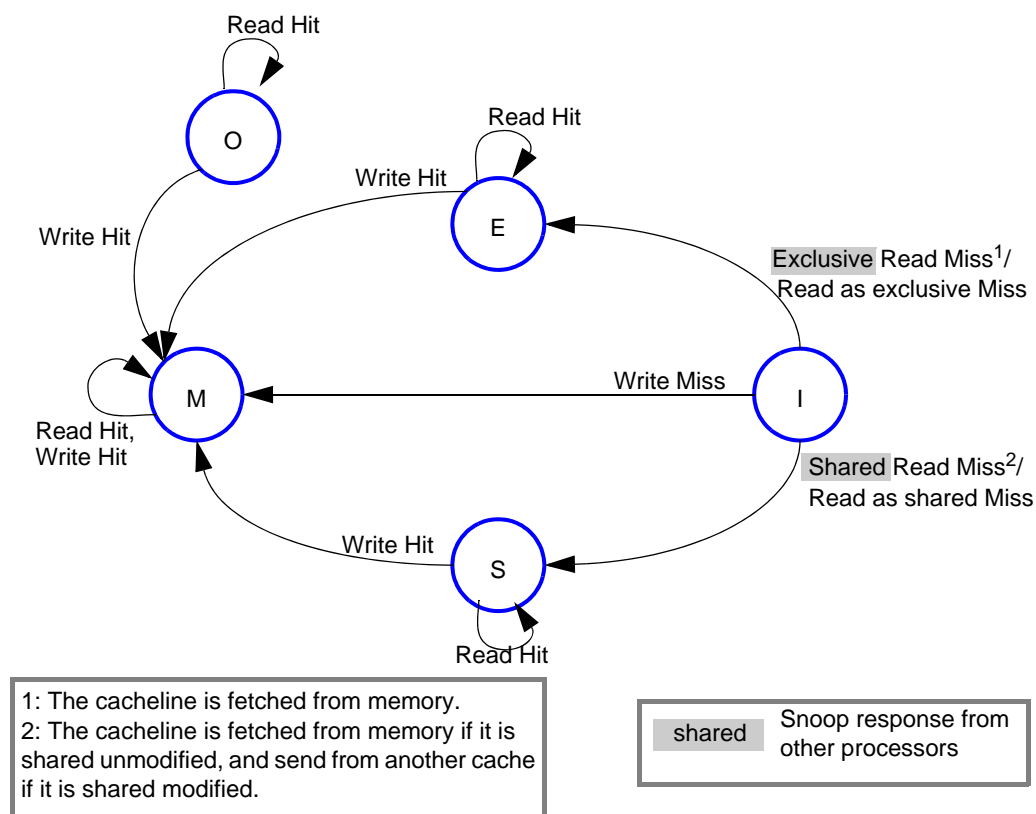 Read Hit
O
Read Hit
Write Hit
E
Write Hit
Exclusive Read Miss1/
Read as exclusive Miss
M
Write Miss
I
Read Hit,
Write Hit
Shared Read Miss2/
Read as shared Miss
Write Hit
S
Read Hit
1: The cacheline is fetched from memory.
2: The cacheline is fetched from memory if it is
shared unmodified, and send from another cache
if it is shared modified.
shared
Snoop response from
other processors